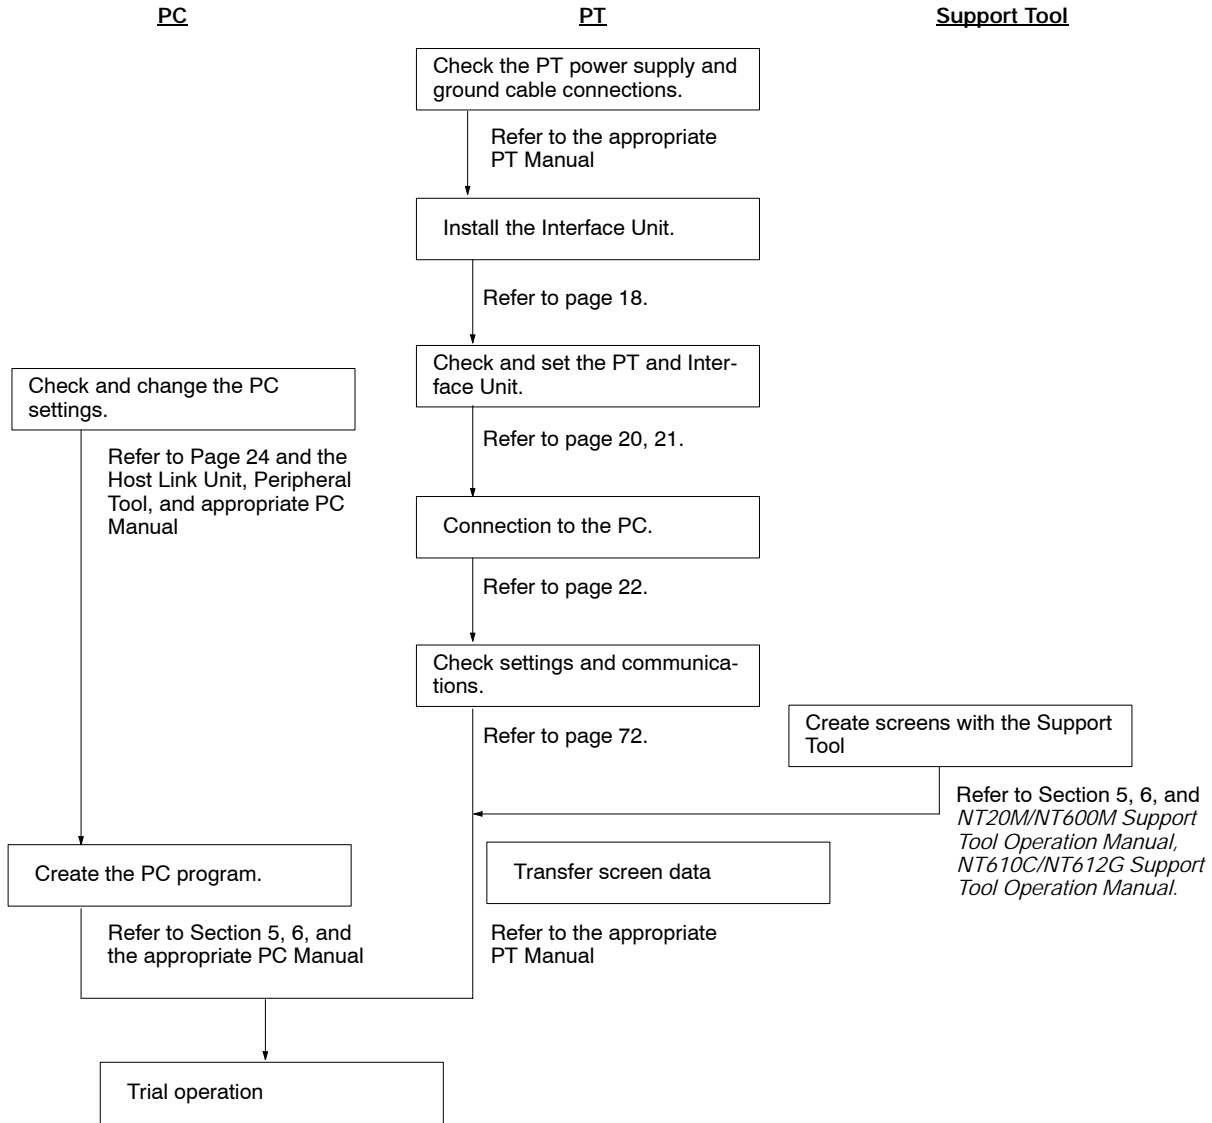 PC
PT
Support Tool
Check the PT power supply and
ground cable connections.
Refer to the appropriate
PT Manual
Install the Interface Unit.
Refer to page 18.
Check and set the PT and Inter-
face Unit.
Check and change the PC
settings.
Refer to page 20, 21.
Refer to Page 24 and the
Host Link Unit, Peripheral
Tool, and appropriate PC
Manual
Connection to the PC.
Refer to page 22.
Check settings and communica-
tions.
Refer to page 72.
Create screens with the Support
Tool
Refer to Section 5, 6, and
NT20M/NT600M Support
Tool Operation Manual,
NT610C/NT612G Support
Tool Operation Manual.
Create the PC program.
Transfer screen data
Refer to Section 5, 6, and
the appropriate PC Manual
Refer to the appropriate
PT Manual
Trial operation